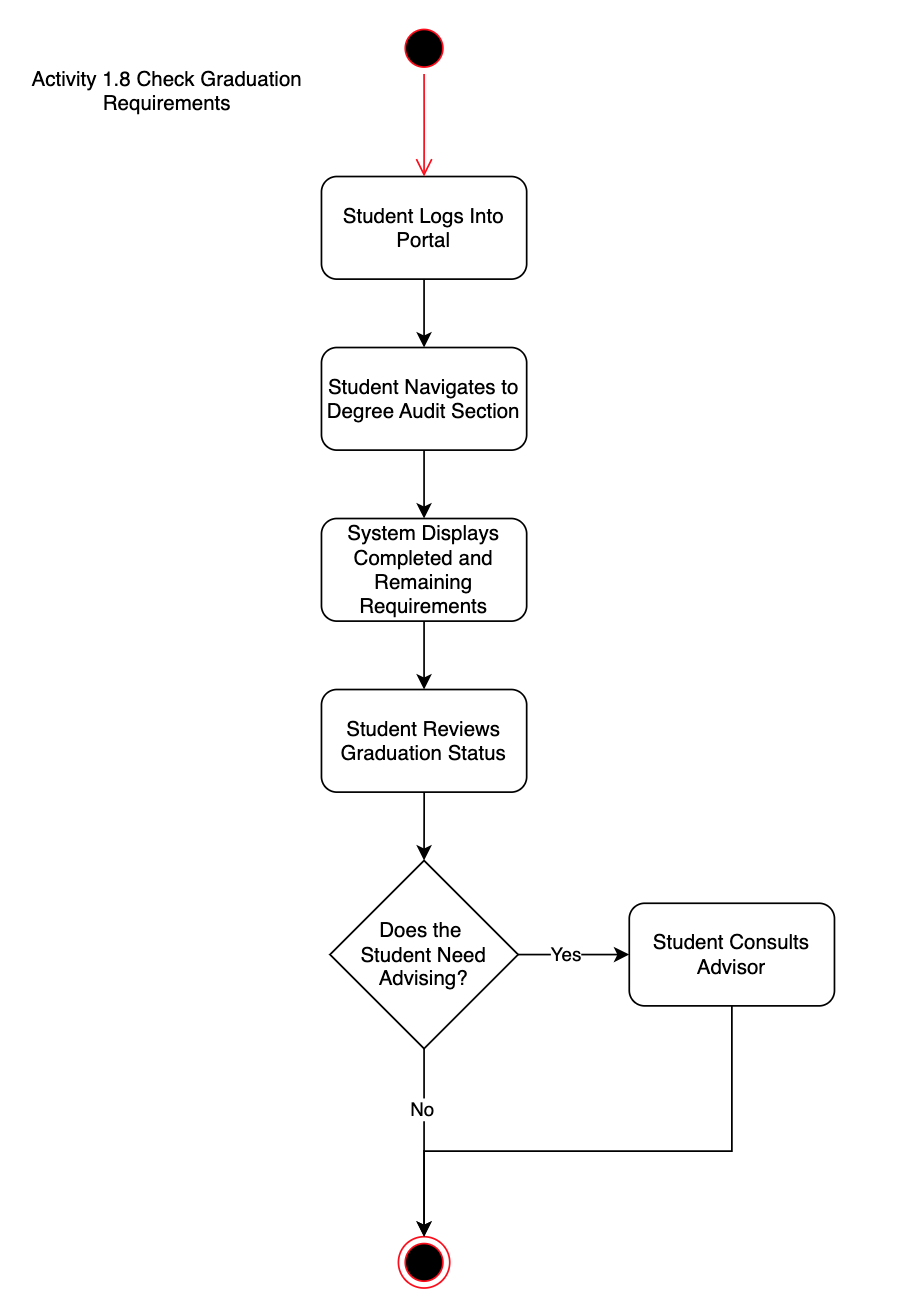 Activity 1.8 Check Graduation
Requirements
Student Logs Into
Portal
Student Navigates to
Degree Audit Section
System Displays
Completed and
Remaining
Requirements
Student Reviews
Graduation Status
Does the
Student Need
Advising?
Yes
Student Consults
Advisor
No